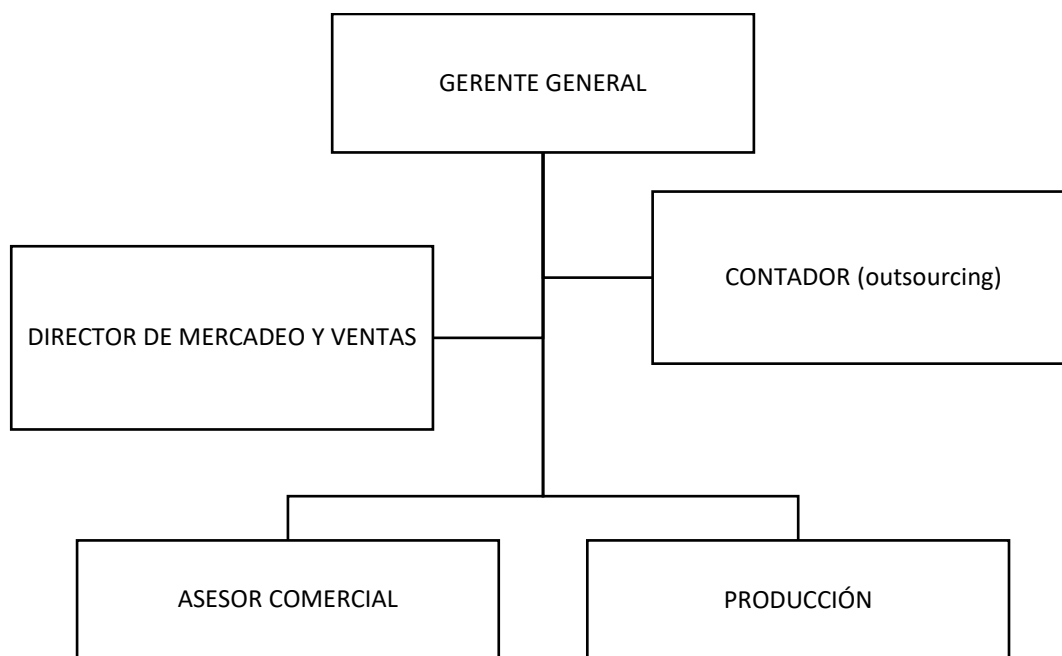 GERENTE GENERAL
CONTADOR (outsourcing)
DIRECTOR DE MERCADEO Y VENTAS
ASESOR COMERCIAL
PRODUCCIÓN